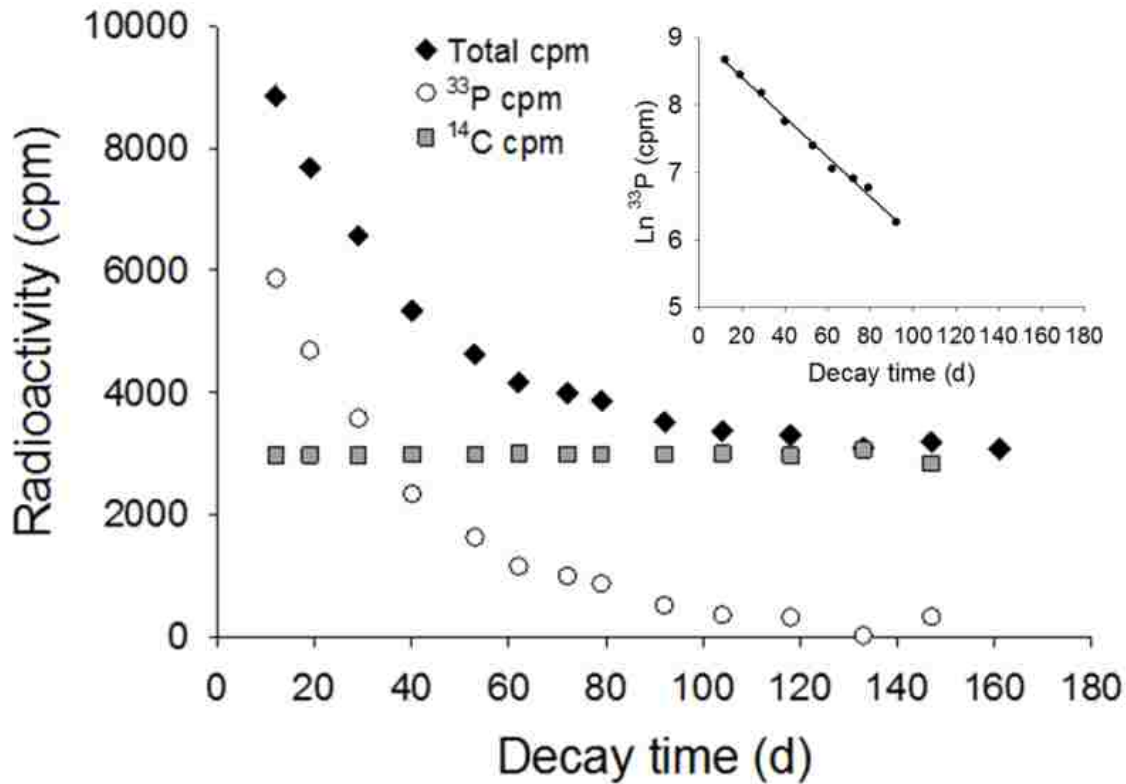 10000
8000
6000
4000
2000
0
Radioactivity (cpm)
Total cpm
³³P cpm
¹⁴C cpm
0 20 40 60 80 100 120 140 160 180
Decay time (d)
9
8
7
6
5
Ln ³³P (cpm)
0 20 40 60 80 100 120 140 160 180
Decay time (d)